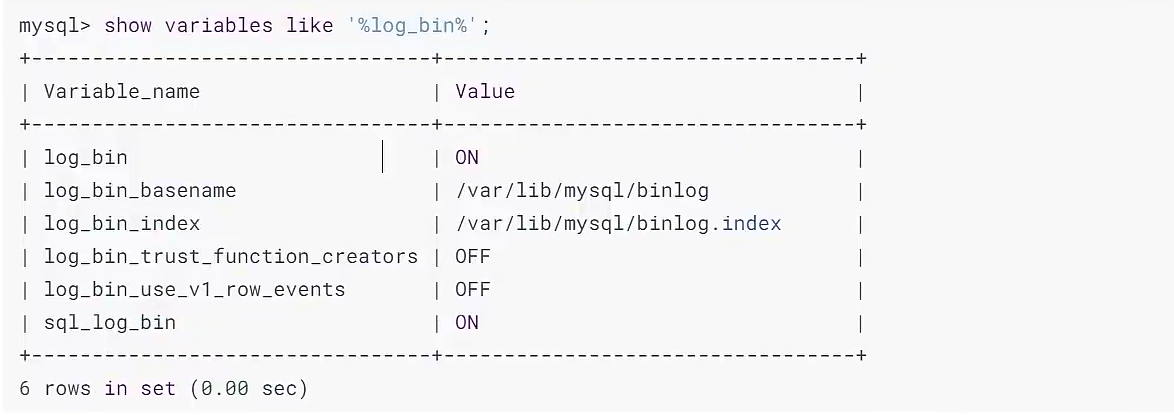 mysql> show variables like '%log_bin%';
+---------------------------------+----------------------------------+
| Variable_name                   | Value                            |
+---------------------------------+----------------------------------+
| log_bin                         | ON                               |
| log_bin_basename                | /var/lib/mysql/binlog            |
| log_bin_index                   | /var/lib/mysql/binlog.index      |
| log_bin_trust_function_creators | OFF                              |
| log_bin_use_v1_row_events       | OFF                              |
| sql_log_bin                     | ON                               |
+---------------------------------+----------------------------------+
6 rows in set (0.00 sec)